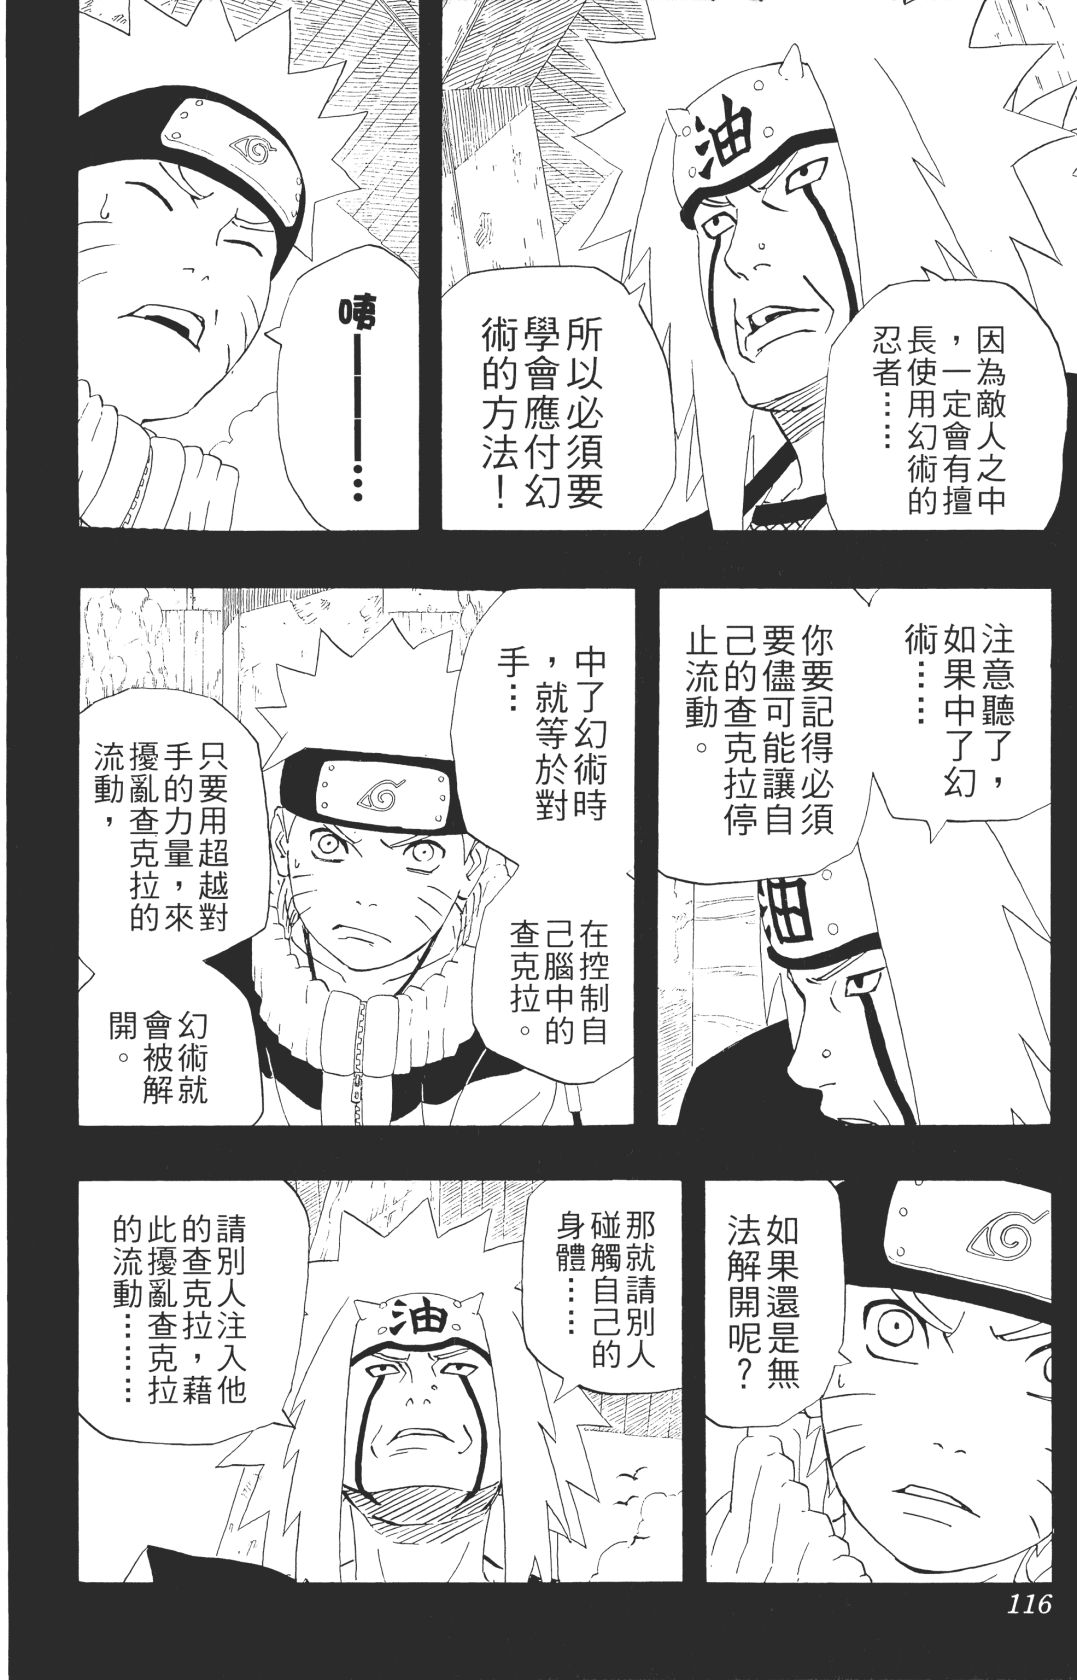 因為敵人之中
，一定會有擅
長使用幻術的
忍者……
油
所以必須要
學會應付幻
術的方法！
咦————…
注意聽了，
如果中了幻
術……
你要記得必須
要儘可能讓自
己的查克拉停
止流動。
油
中了幻術時
，就等於對
手…
在控制自
己腦中的
查克拉。
只要用超越對
手的力量，來
擾亂查克拉的
流動，
幻術就
會被解
開。
如果還是無
法解開呢？
那就請別人
碰觸自己的
身體……
油
請別人注入他
的查克拉，藉
此擾亂查克拉
的流動………
116